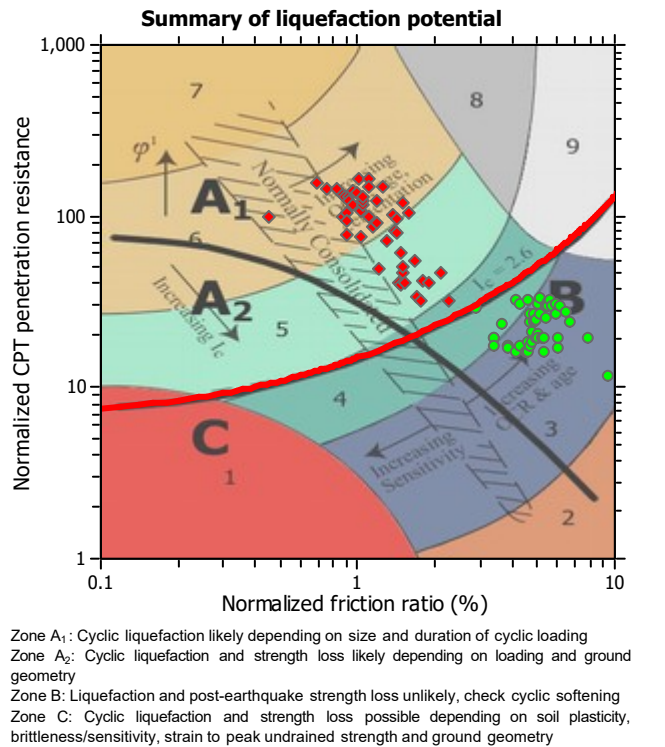 Summary of liquefaction potential
1,000
100
10
1
Normalized CPT penetration resistance
7
8
9
φ'
A1
6
A2
5
Increasing Ic
Normally Consolidated
Increasing
Ic = 2.6
B
4
C
1
Increasing
Sensitivity
Increasing
OCR & age
3
2
0.1
1
10
Normalized friction ratio (%)
Zone A1: Cyclic liquefaction likely depending on size and duration of cyclic loading
Zone A2: Cyclic liquefaction and strength loss likely depending on loading and ground
geometry
Zone B: Liquefaction and post-earthquake strength loss unlikely, check cyclic softening
Zone C: Cyclic liquefaction and strength loss possible depending on soil plasticity,
brittleness/sensitivity, strain to peak undrained strength and ground geometry